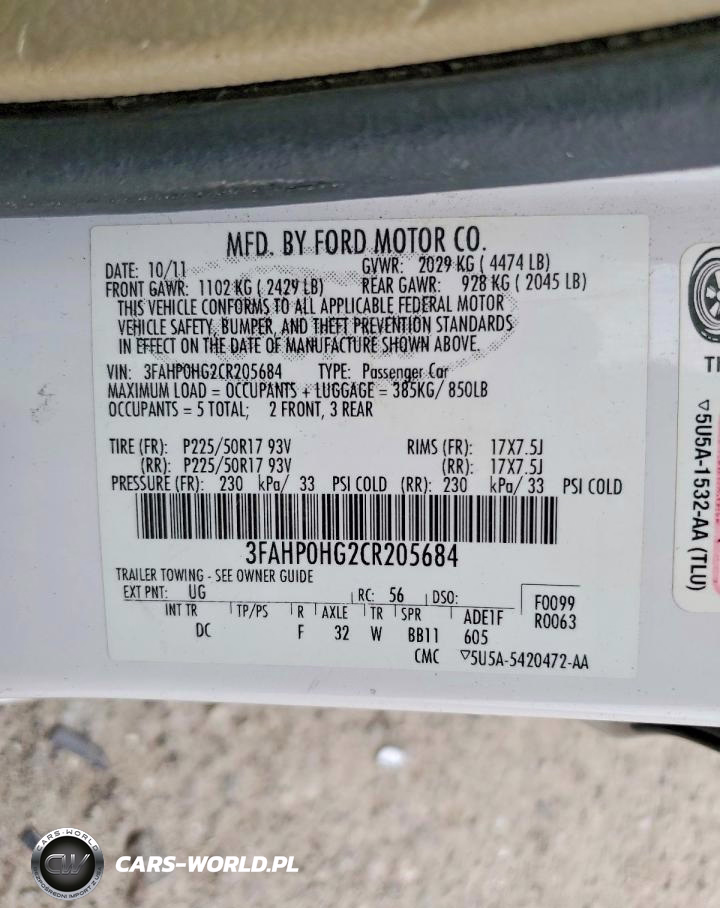 MFD. BY FORD MOTOR CO.
DATE: 10/11 GVWR: 2029 KG ( 4474 LB)
FRONT GAWR: 1102 KG ( 2429 LB) REAR GAWR: 928 KG ( 2045 LB)
THIS VEHICLE CONFORMS TO ALL APPLICABLE FEDERAL MOTOR
VEHICLE SAFETY, BUMPER, AND THEFT PREVENTION STANDARDS
IN EFFECT ON THE DATE OF MANUFACTURE SHOWN ABOVE.
VIN: 3FAHP0HG2CR205684 TYPE: Passenger Car
MAXIMUM LOAD = OCCUPANTS + LUGGAGE = 385KG/ 850LB
OCCUPANTS = 5 TOTAL; 2 FRONT, 3 REAR
TIRE (FR): P225/50R17 93V RIMS (FR): 17X7.5J
(RR): P225/50R17 93V (RR): 17X7.5J
PRESSURE (FR): 230 kPa/ 33 PSI COLD (RR): 230 kPa/ 33 PSI COLD
3FAHP0HG2CR205684
TRAILER TOWING - SEE OWNER GUIDE
EXT PNT: UG RC: 56 DSO: F0099
INT TR TP/PS R AXLE TR SPR ADE1F R0063
DC F 32 W BB11 605
CMC ▽5U5A-5420472-AA
TI
▽5U5A-1532-AA (TLU)
CARS-WORLD
CW
BEZPOŚREDNI IMPORT Z USA
CARS-WORLD.PL